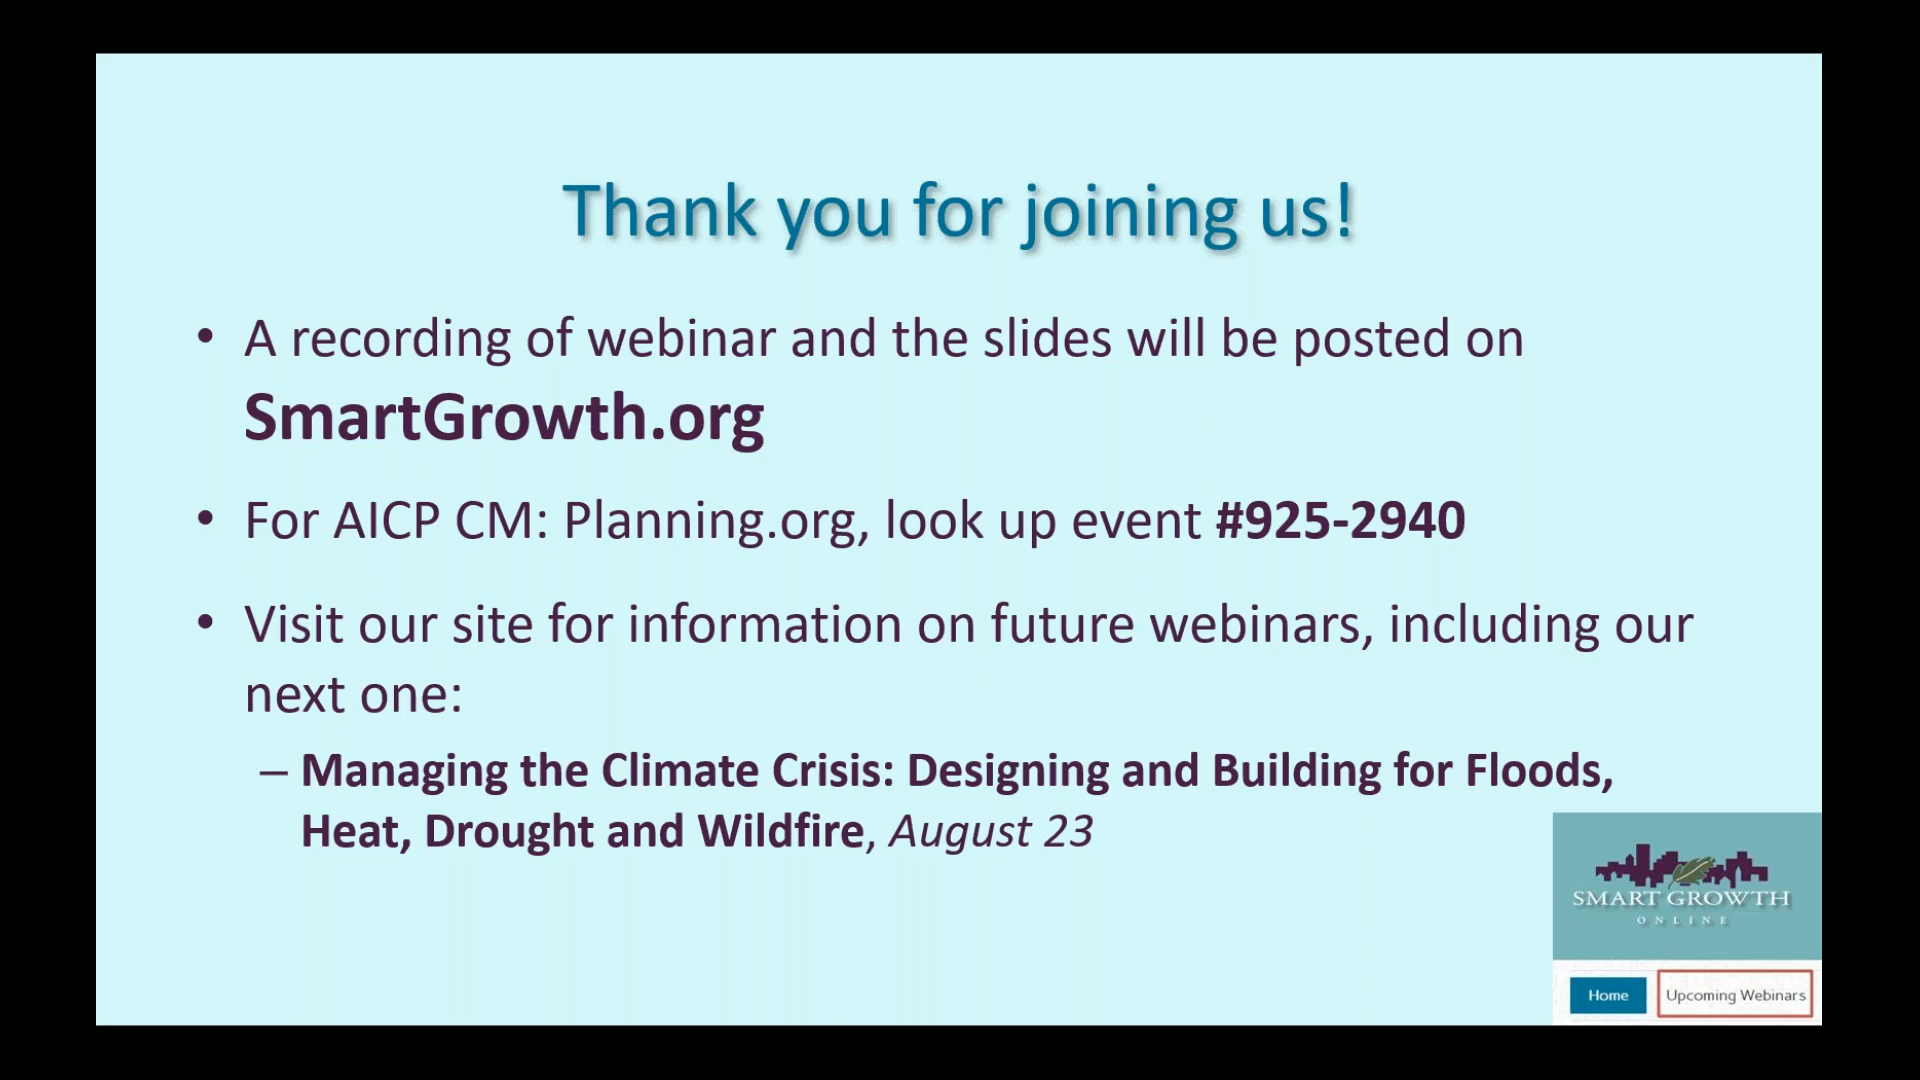 Thank you for joining us!
• A recording of webinar and the slides will be posted on
SmartGrowth.org
• For AICP CM: Planning.org, look up event #925-2940
• Visit our site for information on future webinars, including our
next one:
– Managing the Climate Crisis: Designing and Building for Floods,
Heat, Drought and Wildfire, August 23
SMART GROWTH
ONLINE
Home
Upcoming Webinars